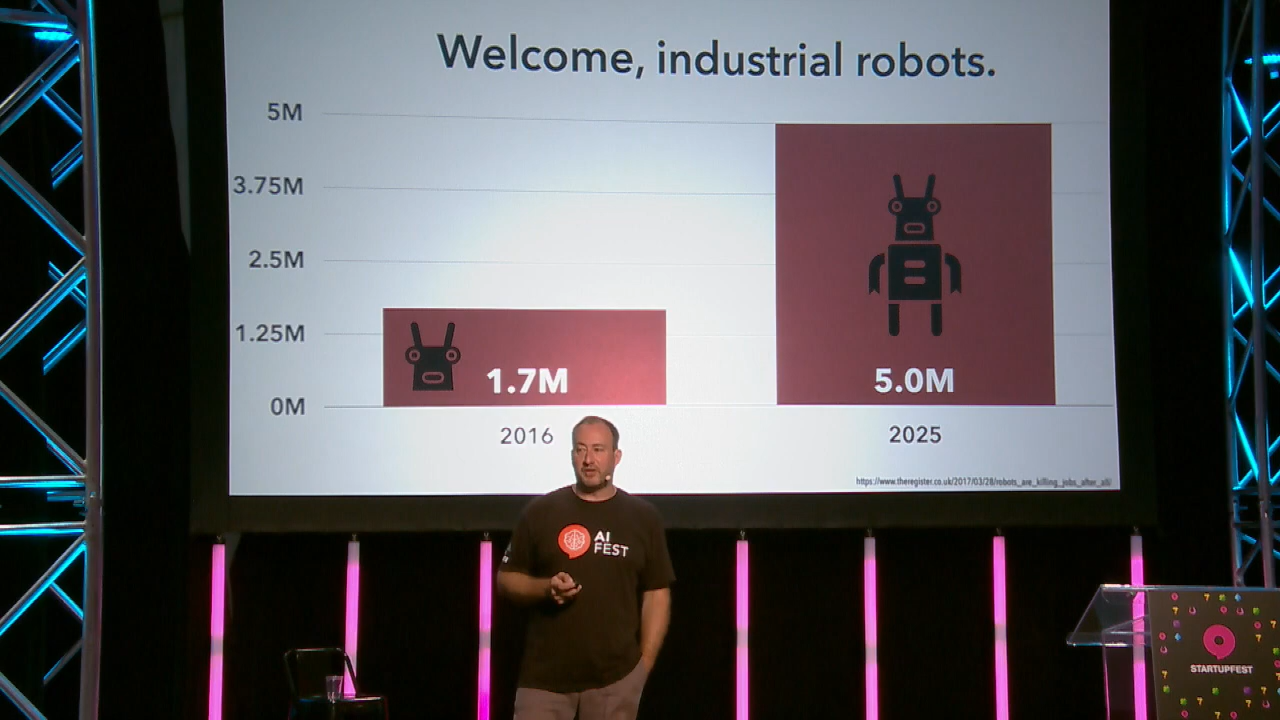 Welcome, industrial robots.
5M
3.75M
2.5M
1.25M
0M
1.7M
5.0M
2016
2025
https://www.theregister.co.uk/2017/03/28/robots_are_killing_jobs_after_all/
AI
FEST
STARTUPFEST